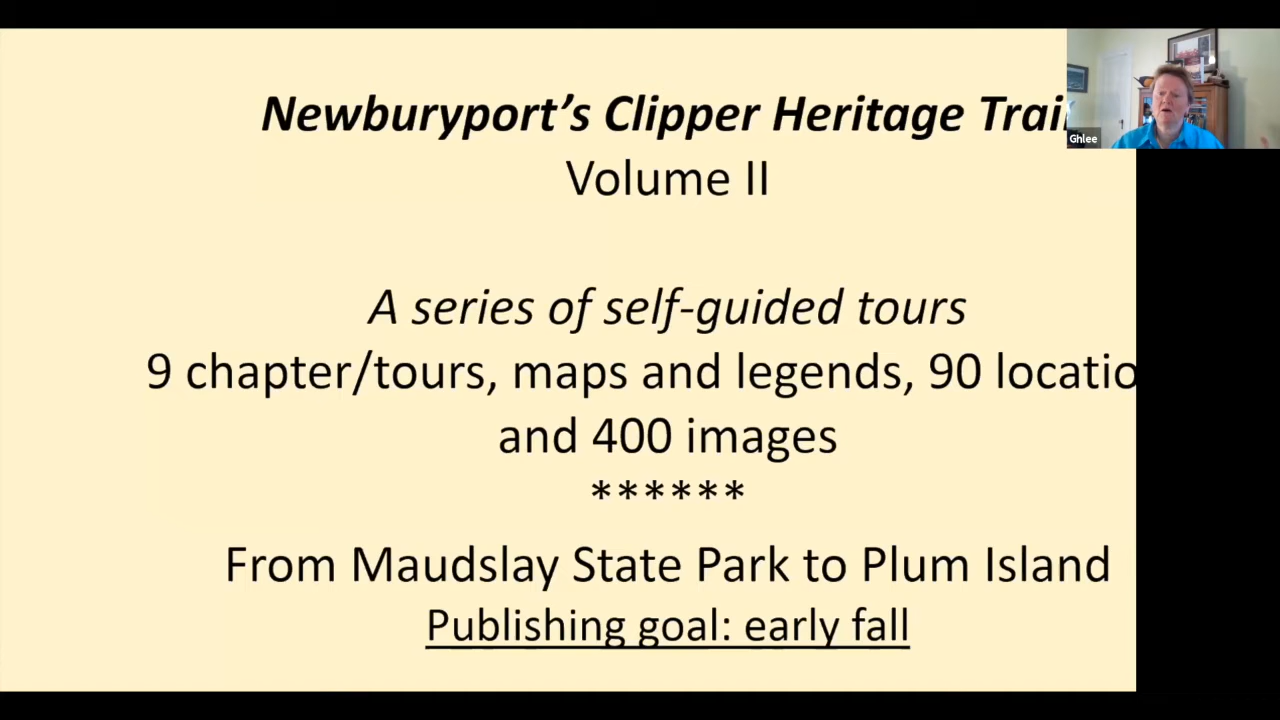 Newburyport's Clipper Heritage Trail
Ghlee
Volume II
A series of self-guided tours
9 chapter/tours, maps and legends, 90 locatio
and 400 images
******
From Maudslay State Park to Plum Island
Publishing goal: early fall